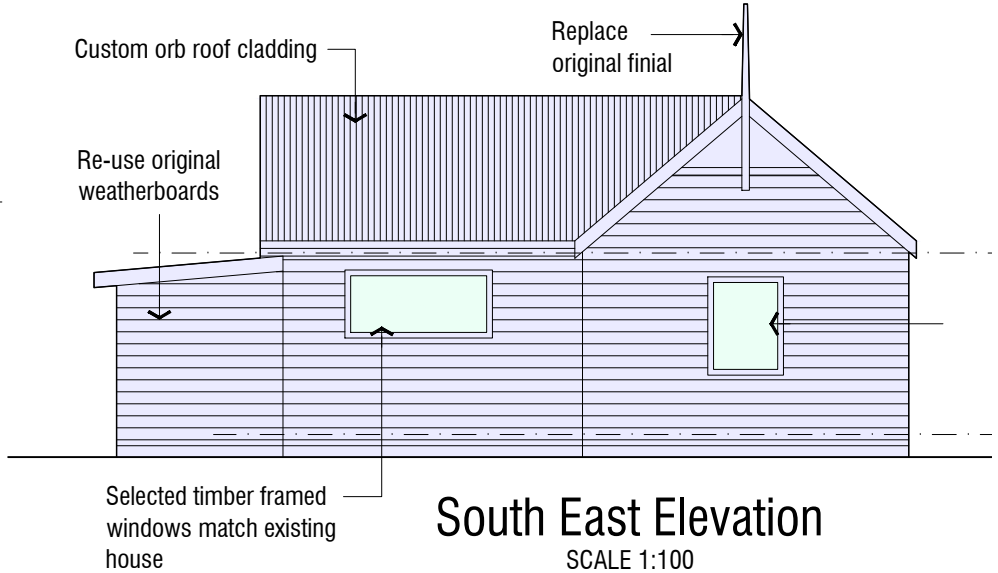 Custom orb roof cladding
Replace
original finial
Re-use original
weatherboards
Selected timber framed
windows match existing
house
South East Elevation
SCALE 1:100